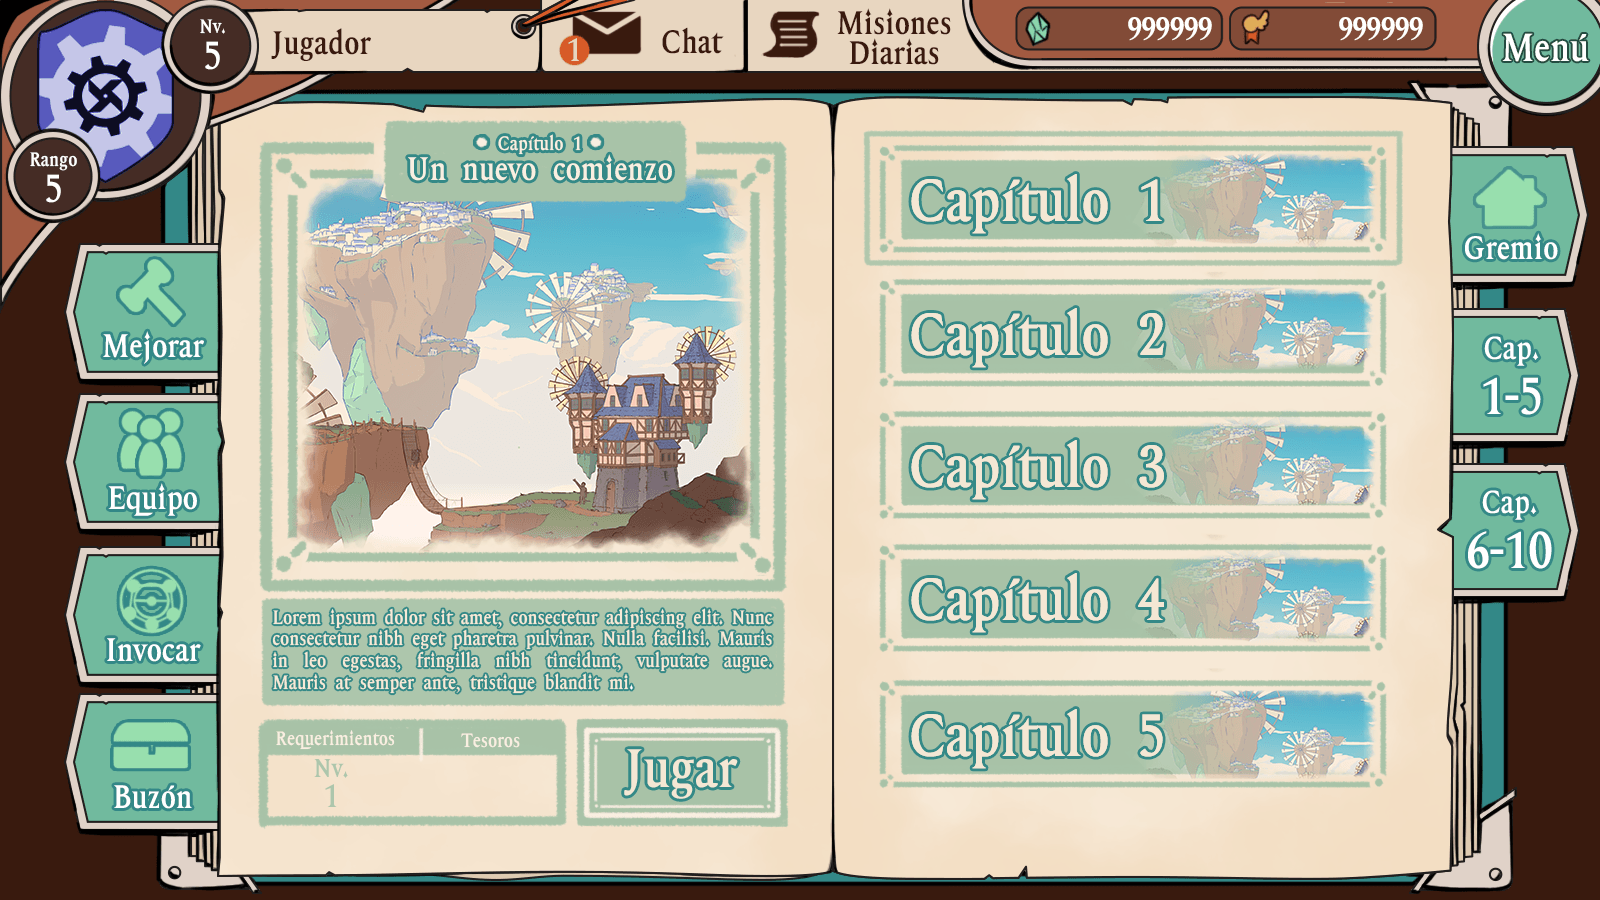 Nv.
5
Jugador
1
Chat
Misiones
Diarias
999999
999999
Menú
Rango
5
Mejorar
Equipo
Invocar
Buzón
Capítulo 1
Un nuevo comienzo
Lorem ipsum dolor sit amet, consectetur adipiscing elit. Nunc
consectetur nibh eget pharetra pulvinar. Nulla facilisi. Mauris
in leo egestas, fringilla nibh tincidunt, vulputate augue.
Mauris at semper ante, tristique blandit mi.
Requerimientos
Tesoros
Nv.
1
Jugar
Capítulo 1
Capítulo 2
Capítulo 3
Capítulo 4
Capítulo 5
Gremio
Cap.
1-5
Cap.
6-10